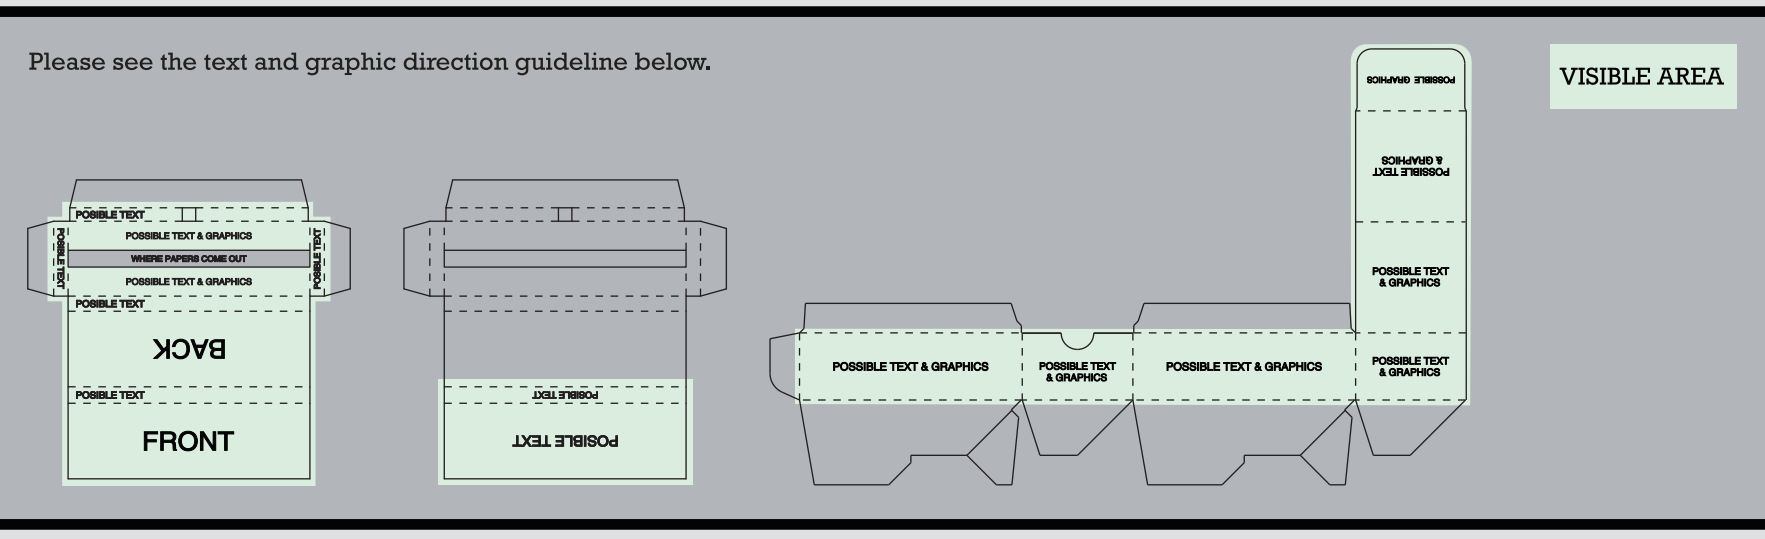 Please see the text and graphic direction guideline below.
VISIBLE AREA
POSIBLE TEXT
POSSIBLE TEXT & GRAPHICS
WHERE PAPERS COME OUT
POSSIBLE TEXT & GRAPHICS
POSIBLE TEXT
POSIBLE TEXT
POSIBLE TEXT
BACK
POSIBLE TEXT
FRONT
POSIBLE TEXT
POSIBLE TEXT
POSSIBLE GRAPHICS
POSSIBLE TEXT
& GRAPHICS
POSSIBLE TEXT
& GRAPHICS
POSSIBLE TEXT & GRAPHICS
POSSIBLE TEXT
& GRAPHICS
POSSIBLE TEXT & GRAPHICS
POSSIBLE TEXT
& GRAPHICS